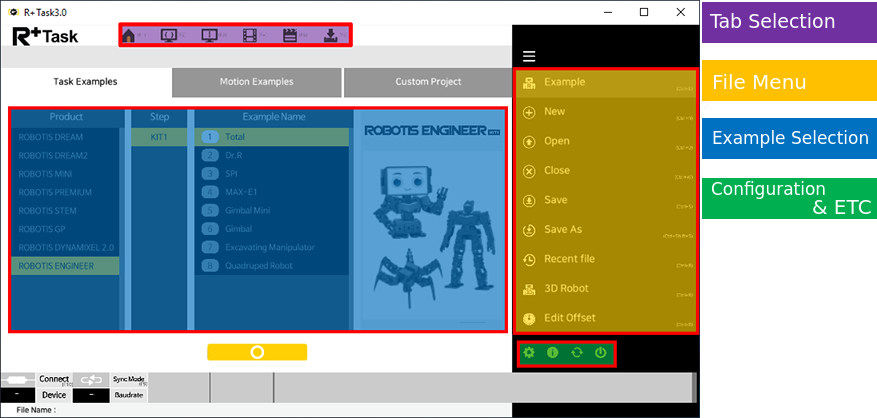 R+Task3.0
R+Task
Task Examples
Motion Examples
Custom Project
Product
Step
Example Name
ROBOTIS DREAM
ROBOTIS DREAM2
ROBOTIS MINI
ROBOTIS PREMIUM
ROBOTIS STEM
ROBOTIS GP
ROBOTIS DYNAMIXEL 2.0
ROBOTIS ENGINEER
KIT1
1 Total
2 Dr.R
3 SPI
4 MAX-E1
5 Gimbal Mini
6 Gimbal
7 Excavating Manipulator
8 Quadruped Robot
ROBOTIS ENGINEER KIT1
Example
New
Open
Close
Save
Save As
Recent file
3D Robot
Edit Offset
Connect
Sync Mode
- Device - Baudrate
File Name :
Tab Selection
File Menu
Example Selection
Configuration
& ETC